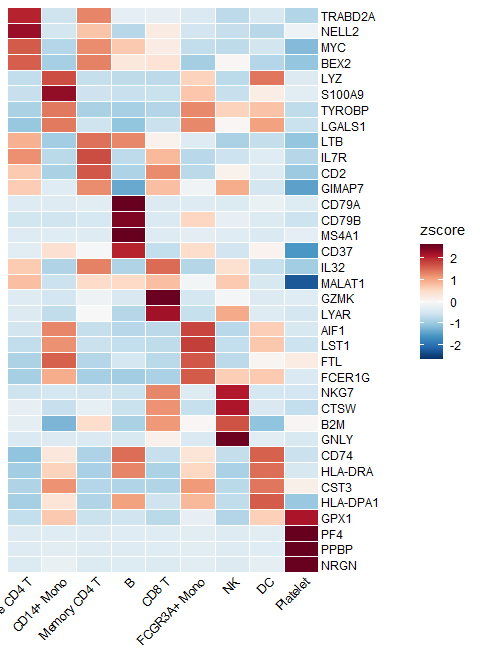 TRABD2A
NELL2
MYC
BEX2
LYZ
S100A9
TYROBP
LGALS1
LTB
IL7R
CD2
GIMAP7
CD79A
CD79B
MS4A1
CD37
IL32
MALAT1
GZMK
LYAR
AIF1
LST1
FTL
FCER1G
NKG7
CTSW
B2M
GNLY
CD74
HLA-DRA
CST3
HLA-DPA1
GPX1
PF4
PPBP
NRGN
zscore
2
1
0
-1
-2
e CD4 T
CD14+ Mono
Memory CD4 T
B
CD8 T
FCGR3A+ Mono
NK
DC
Platelet